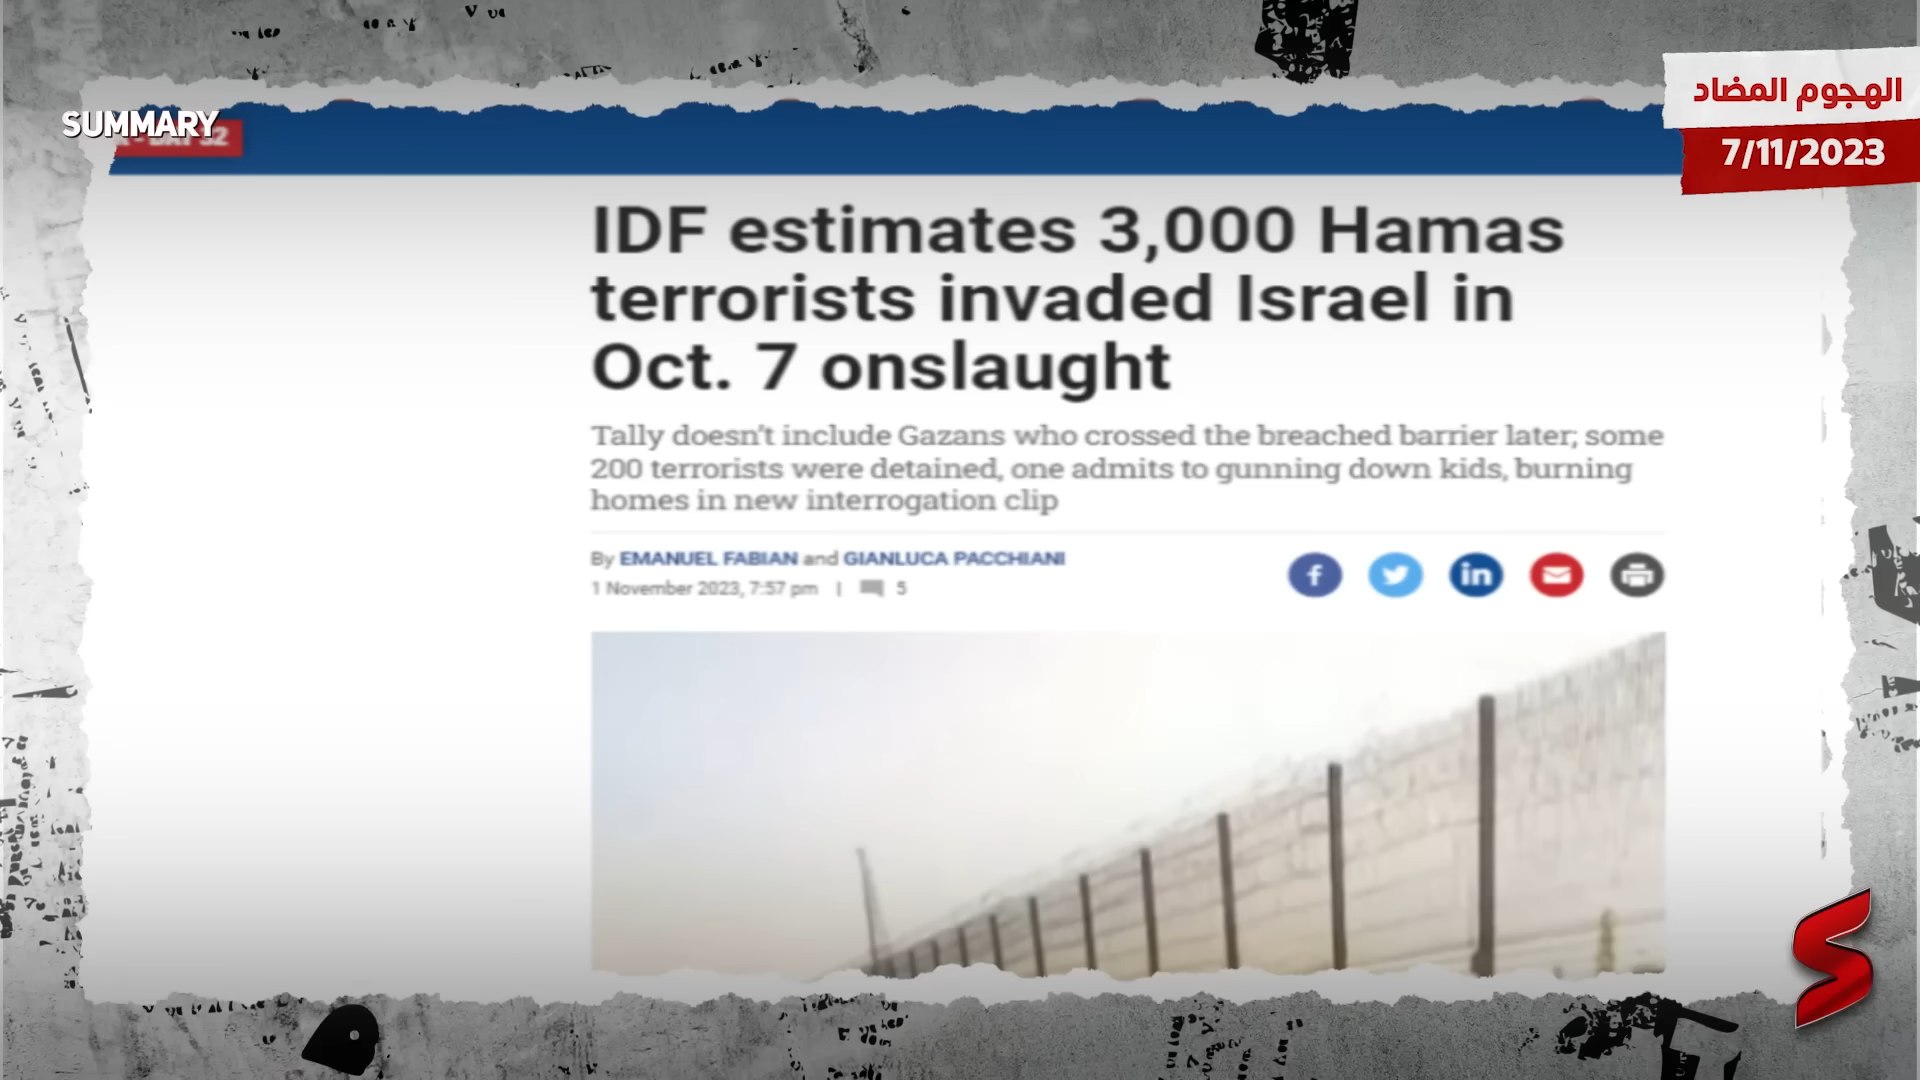 SUMMARY
الهجوم المضاد
7/11/2023
IDF estimates 3,000 Hamas
terrorists invaded Israel in
Oct. 7 onslaught
Tally doesn't include Gazans who crossed the breached barrier later; some
200 terrorists were detained, one admits to gunning down kids, burning
homes in new interrogation clip
By EMANUEL FABIAN and GIANLUCA PACCHIANI
1 November 2023, 7:57 pm | 5